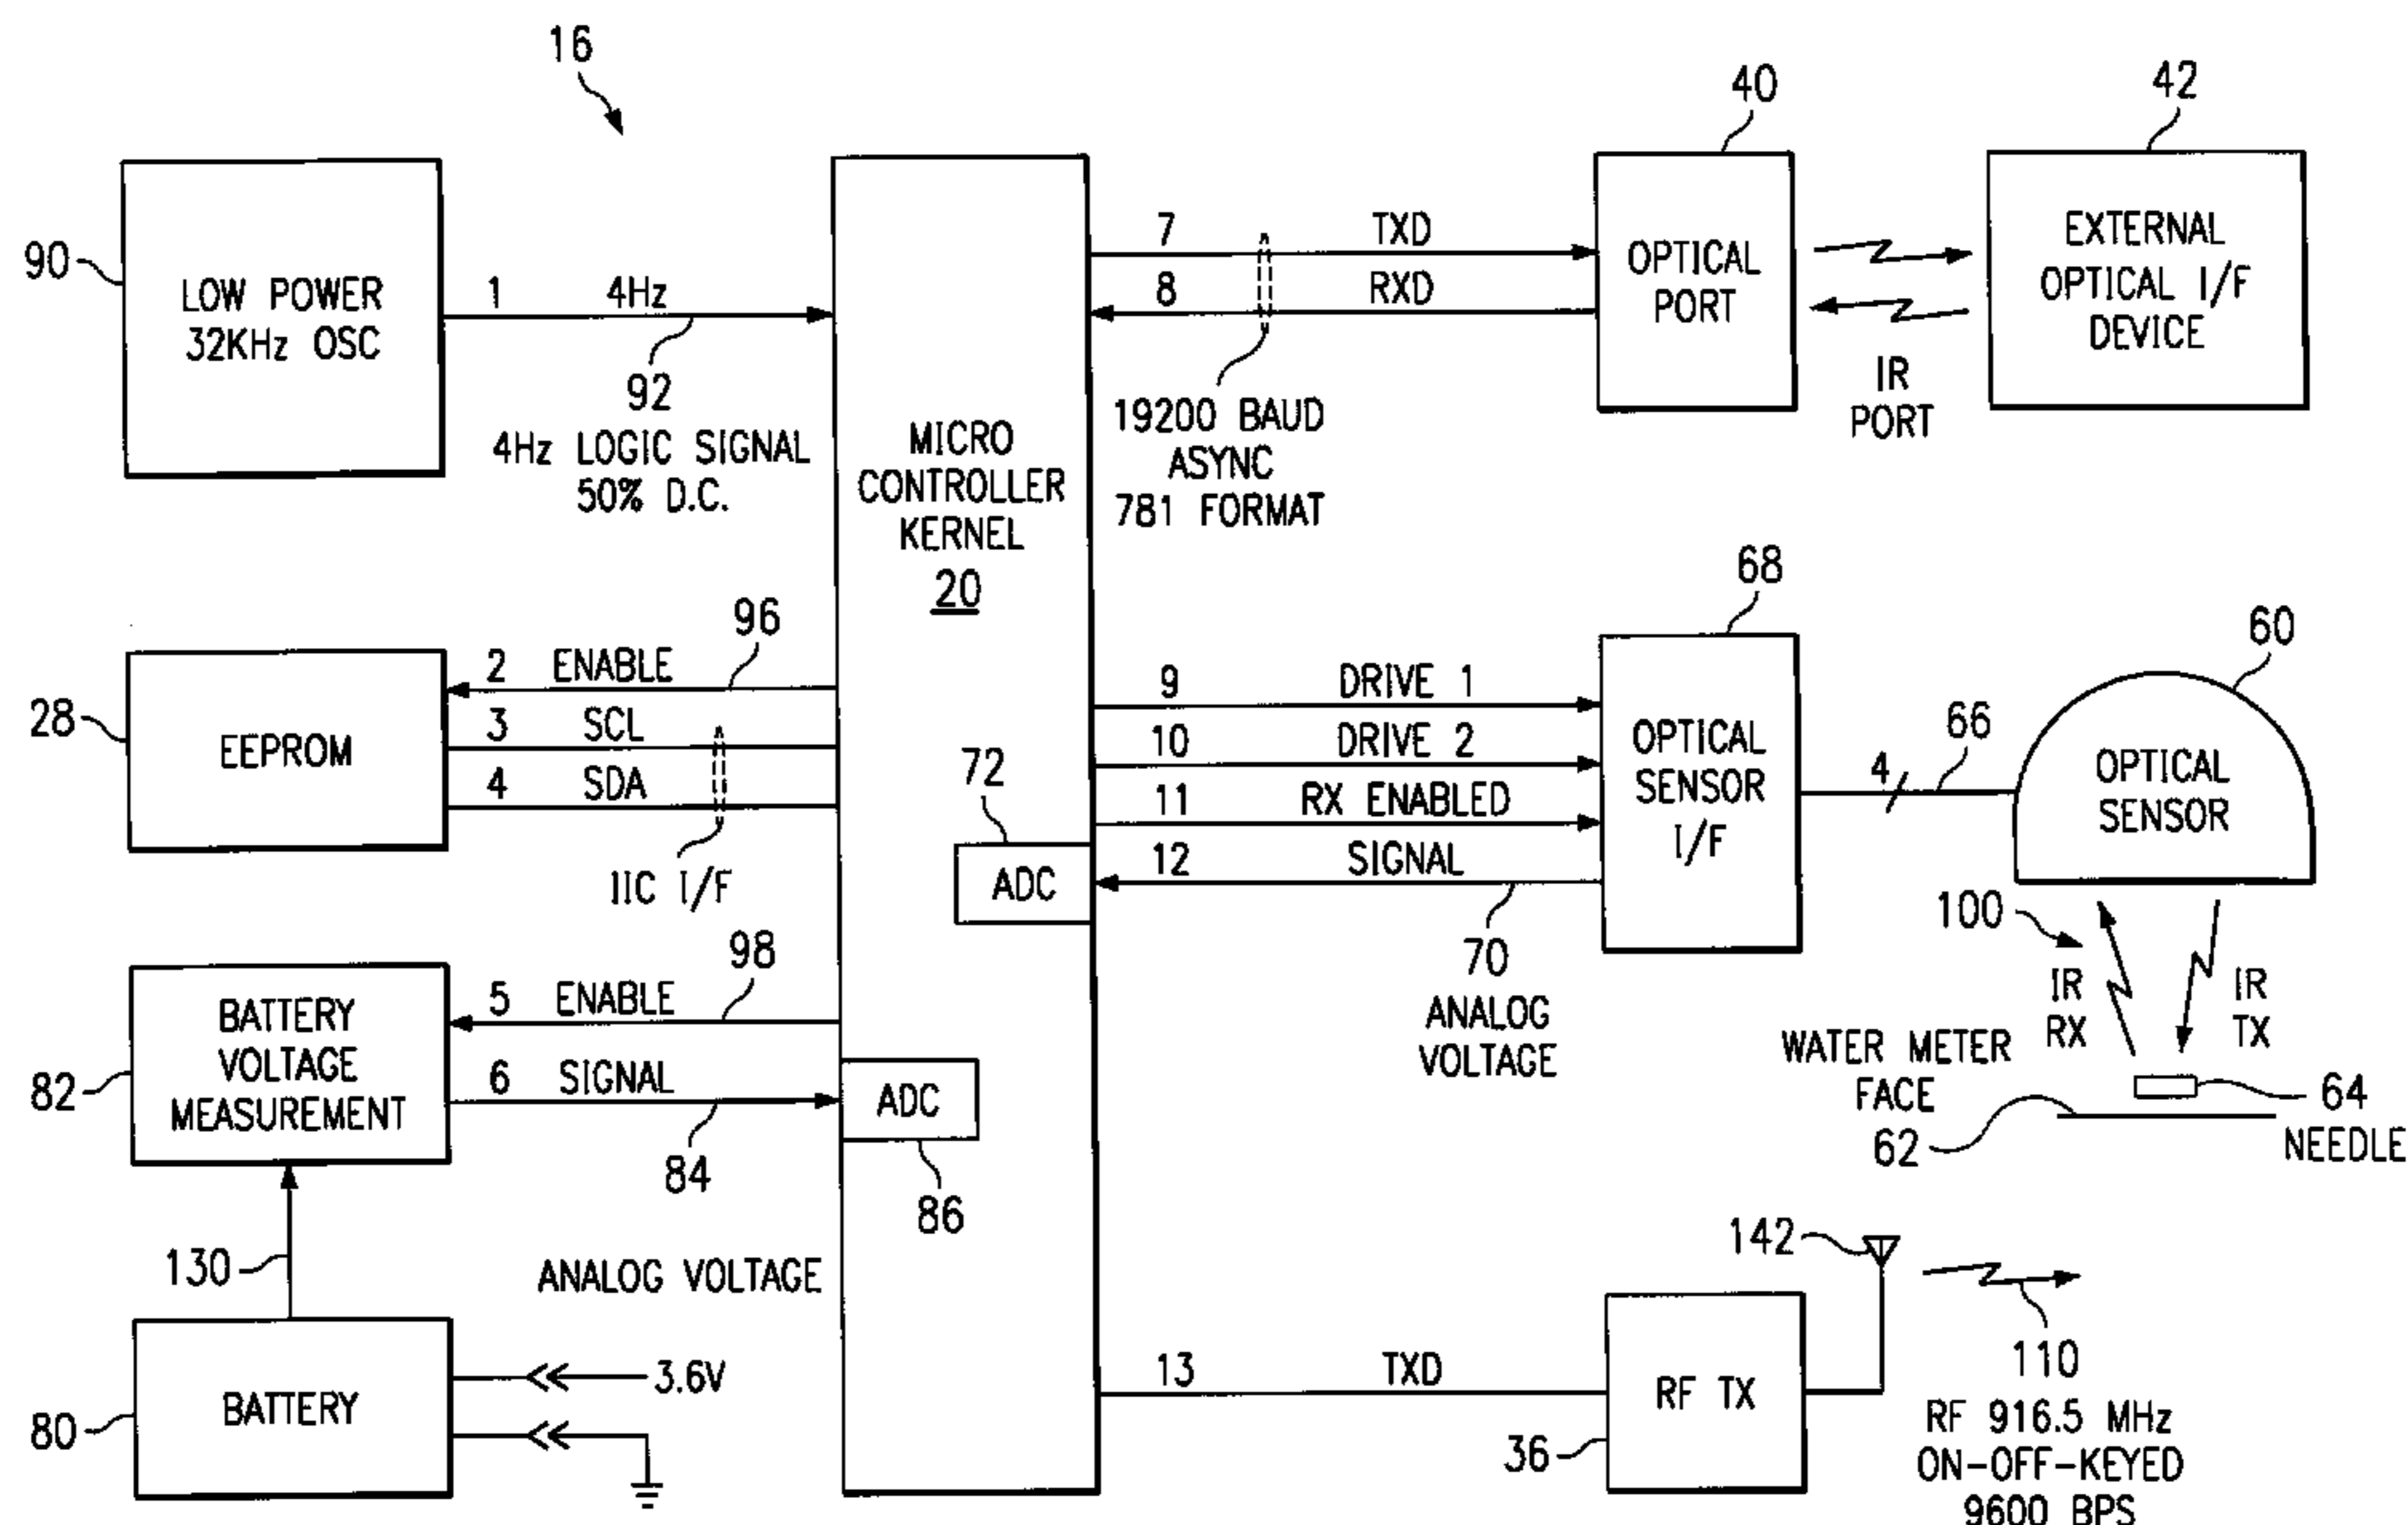 16
40
42
90
LOW POWER
32KHz OSC
1 4Hz
92
4Hz LOGIC SIGNAL
50% D.C.
MICRO
CONTROLLER
KERNEL
20
7 TXD
8 RXD
19200 BAUD
ASYNC
781 FORMAT
OPTICAL
PORT
IR
PORT
EXTERNAL
OPTICAL I/F
DEVICE
28
EEPROM
2 ENABLE
96
3 SCL
4 SDA
IIC I/F
72
ADC
9 DRIVE 1
10 DRIVE 2
11 RX ENABLED
12 SIGNAL
70
ANALOG
VOLTAGE
68
OPTICAL
SENSOR
I/F
4
66
60
OPTICAL
SENSOR
100
IR
RX
IR
TX
WATER METER
FACE
62
64
NEEDLE
82
BATTERY
VOLTAGE
MEASUREMENT
5 ENABLE
98
6 SIGNAL
84
ADC
86
130
ANALOG VOLTAGE
80
BATTERY
3.6V
13 TXD
RF TX
36
142
110
RF 916.5 MHz
ON-OFF-KEYED
9600 BPS